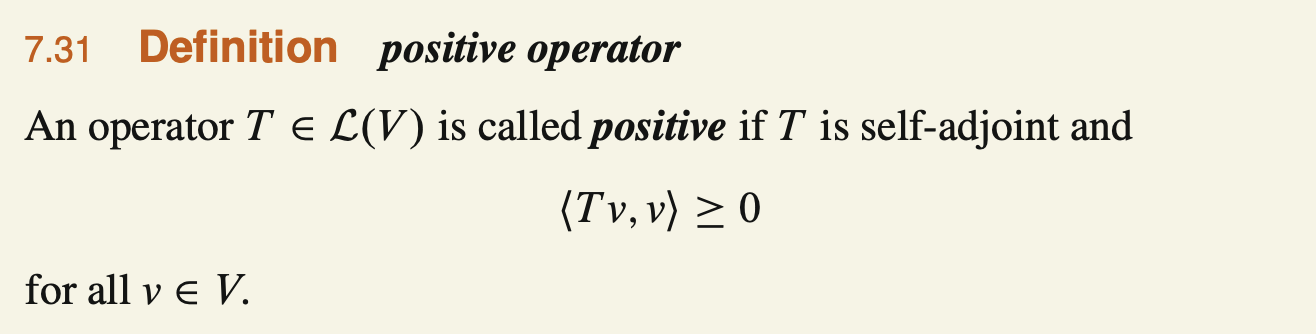 7.31 Definition positive operator
An operator T ∈ ℒ(V) is called positive if T is self-adjoint and
⟨Tv, v⟩ ≥ 0
for all v ∈ V.